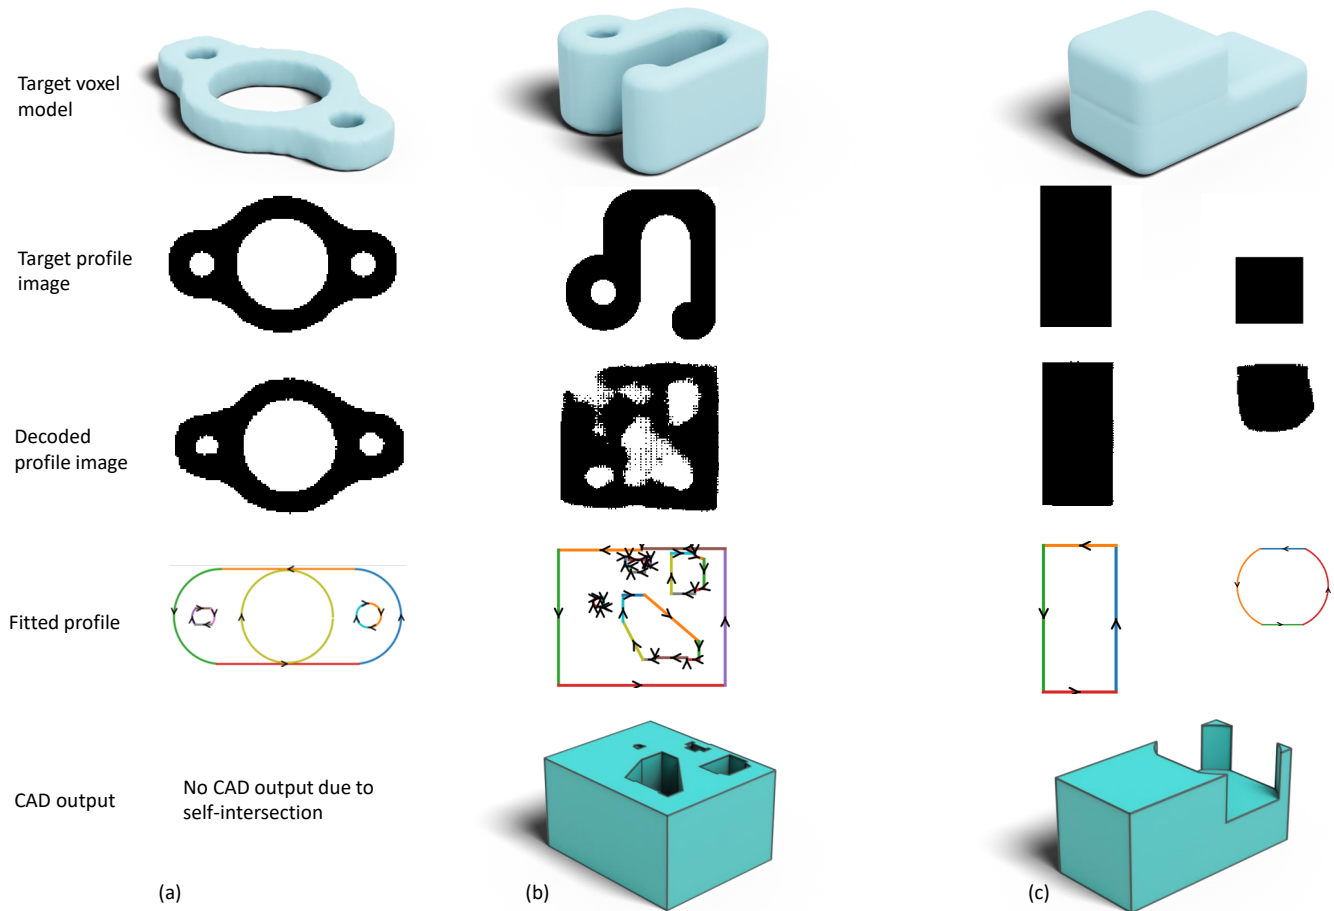 Target voxel
model
Target profile
image
Decoded
profile image
Fitted profile
CAD output
No CAD output due to
self-intersection
(a)
(b)
(c)